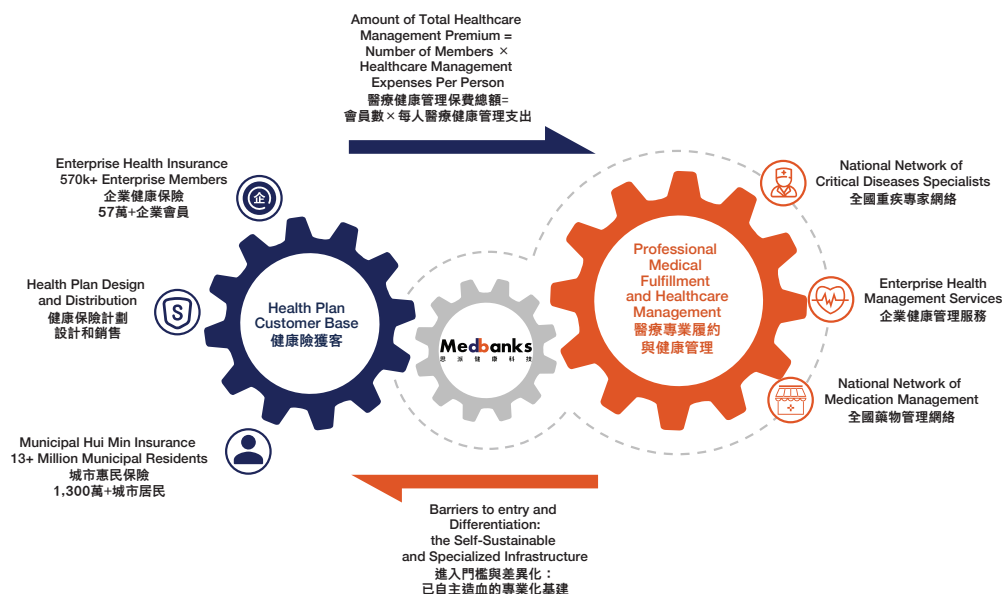 Amount of Total Healthcare
Management Premium =
Number of Members ×
Healthcare Management
Expenses Per Person
醫療健康管理保費總額=
會員數×每人醫療健康管理支出
Enterprise Health Insurance
570k+ Enterprise Members
企業健康保險
57萬+企業會員
企
Health Plan Design
and Distribution
健康保險計劃
設計和銷售
S
Municipal Hui Min Insurance
13+ Million Municipal Residents
城市惠民保險
1,300萬+城市居民
Health Plan
Customer Base
健康險獲客
Medbanks
思派健康科技
Professional
Medical
Fulfillment
and Healthcare
Management
醫療專業履約
與健康管理
National Network of
Critical Diseases Specialists
全國重疾專家網絡
Enterprise Health
Management Services
企業健康管理服務
National Network of
Medication Management
全國藥物管理網絡
Barriers to entry and
Differentiation:
the Self-Sustainable
and Specialized Infrastructure
進入門檻與差異化：
已自主造血的專業化基建